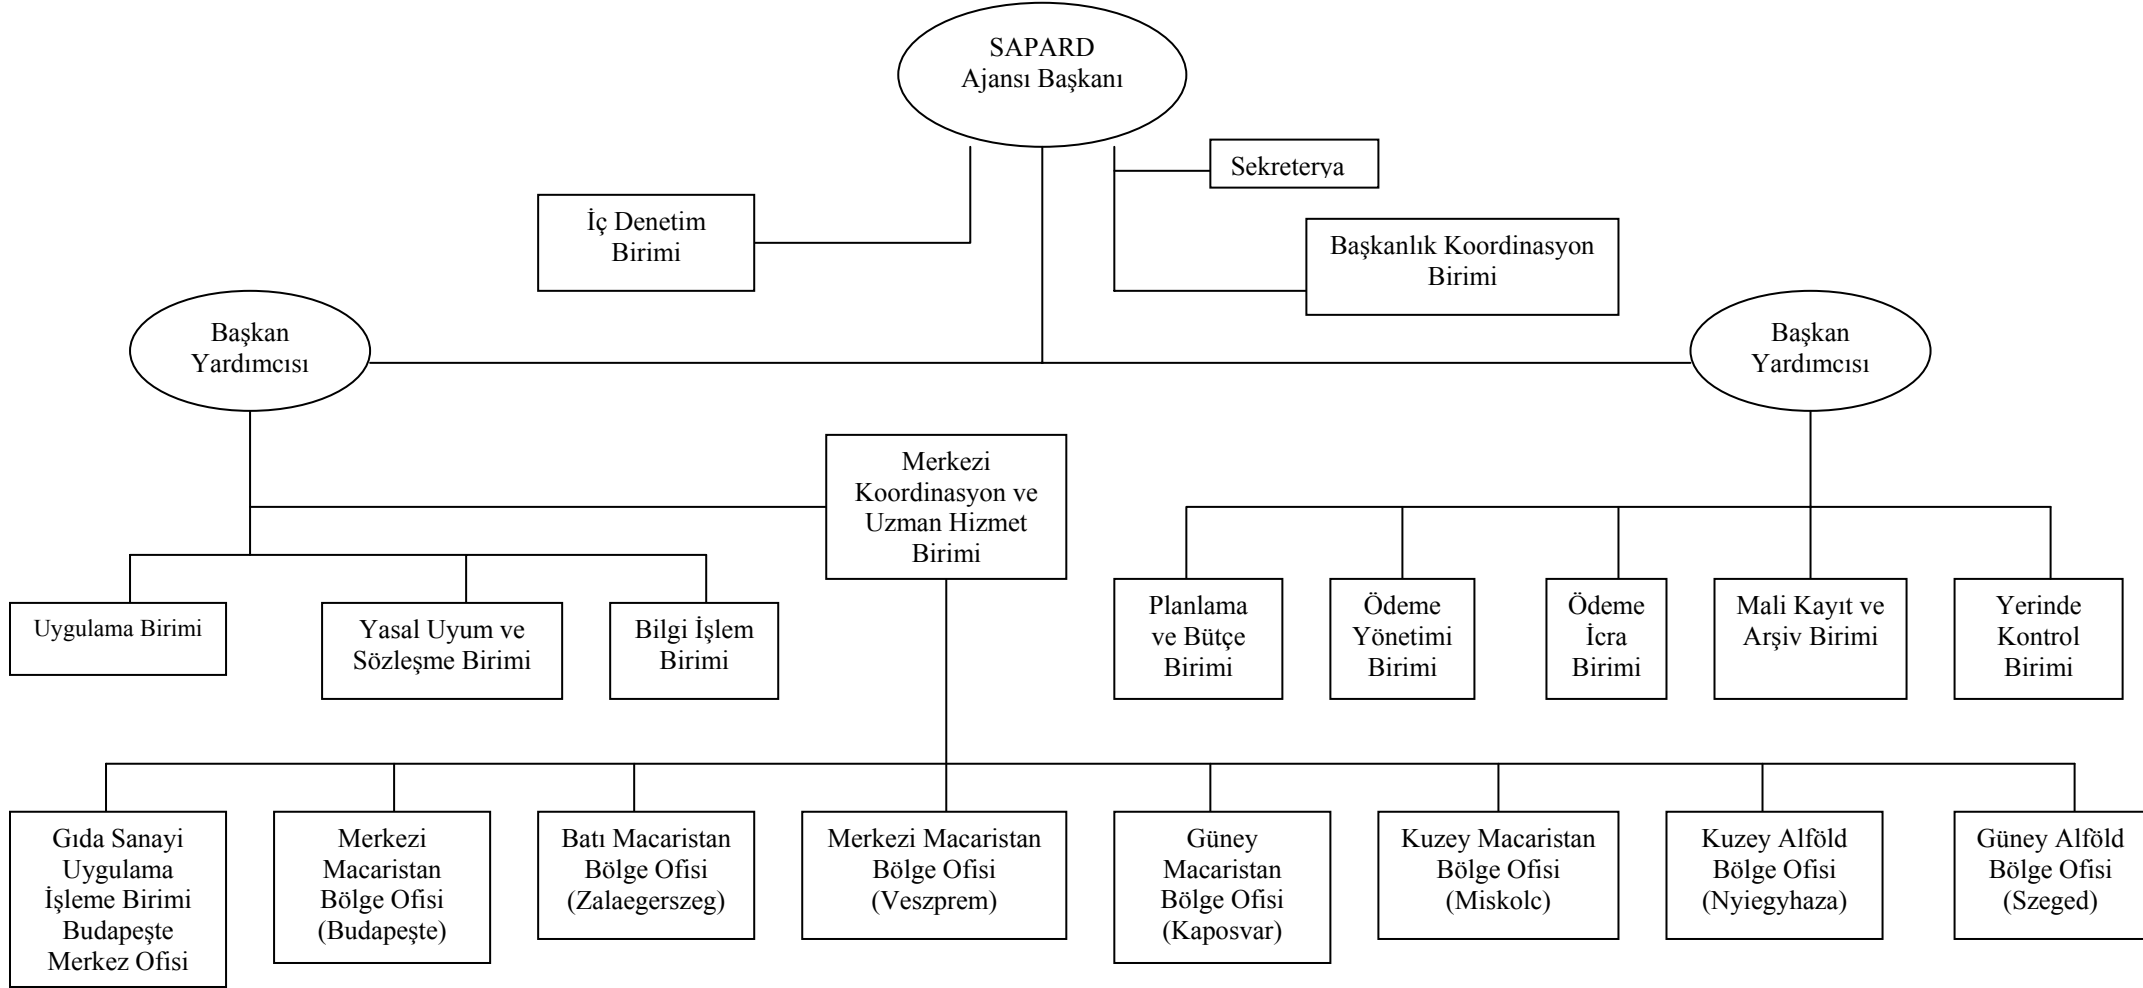 SAPARD
Ajansı Başkanı
Sekreterya
İç Denetim
Birimi
Başkanlık Koordinasyon
Birimi
Başkan
Yardımcısı
Başkan
Yardımcısı
Merkezi
Koordinasyon ve
Uzman Hizmet
Birimi
Uygulama Birimi
Yasal Uyum ve
Sözleşme Birimi
Bilgi İşlem
Birimi
Planlama
ve Bütçe
Birimi
Ödeme
Yönetimi
Birimi
Ödeme
İcra
Birimi
Mali Kayıt ve
Arşiv Birimi
Yerinde
Kontrol
Birimi
Gıda Sanayi
Uygulama
İşleme Birimi
Budapeşte
Merkez Ofisi
Merkezi
Macaristan
Bölge Ofisi
(Budapeşte)
Batı Macaristan
Bölge Ofisi
(Zalaegerszeg)
Merkezi Macaristan
Bölge Ofisi
(Veszprem)
Güney
Macaristan
Bölge Ofisi
(Kaposvar)
Kuzey Macaristan
Bölge Ofisi
(Miskolc)
Kuzey Alföld
Bölge Ofisi
(Nyiegyhaza)
Güney Alföld
Bölge Ofisi
(Szeged)